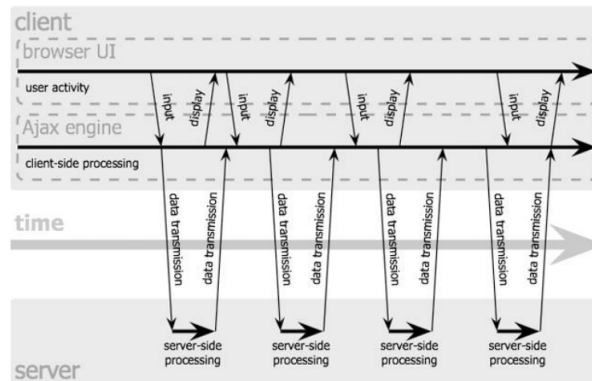 client
browser UI
user activity
input
display
input
display
input
display
input
display
Ajax engine
client-side processing
data transmission
data transmission
data transmission
data transmission
data transmission
data transmission
data transmission
data transmission
time
server-side
processing
server-side
processing
server-side
processing
server-side
processing
server